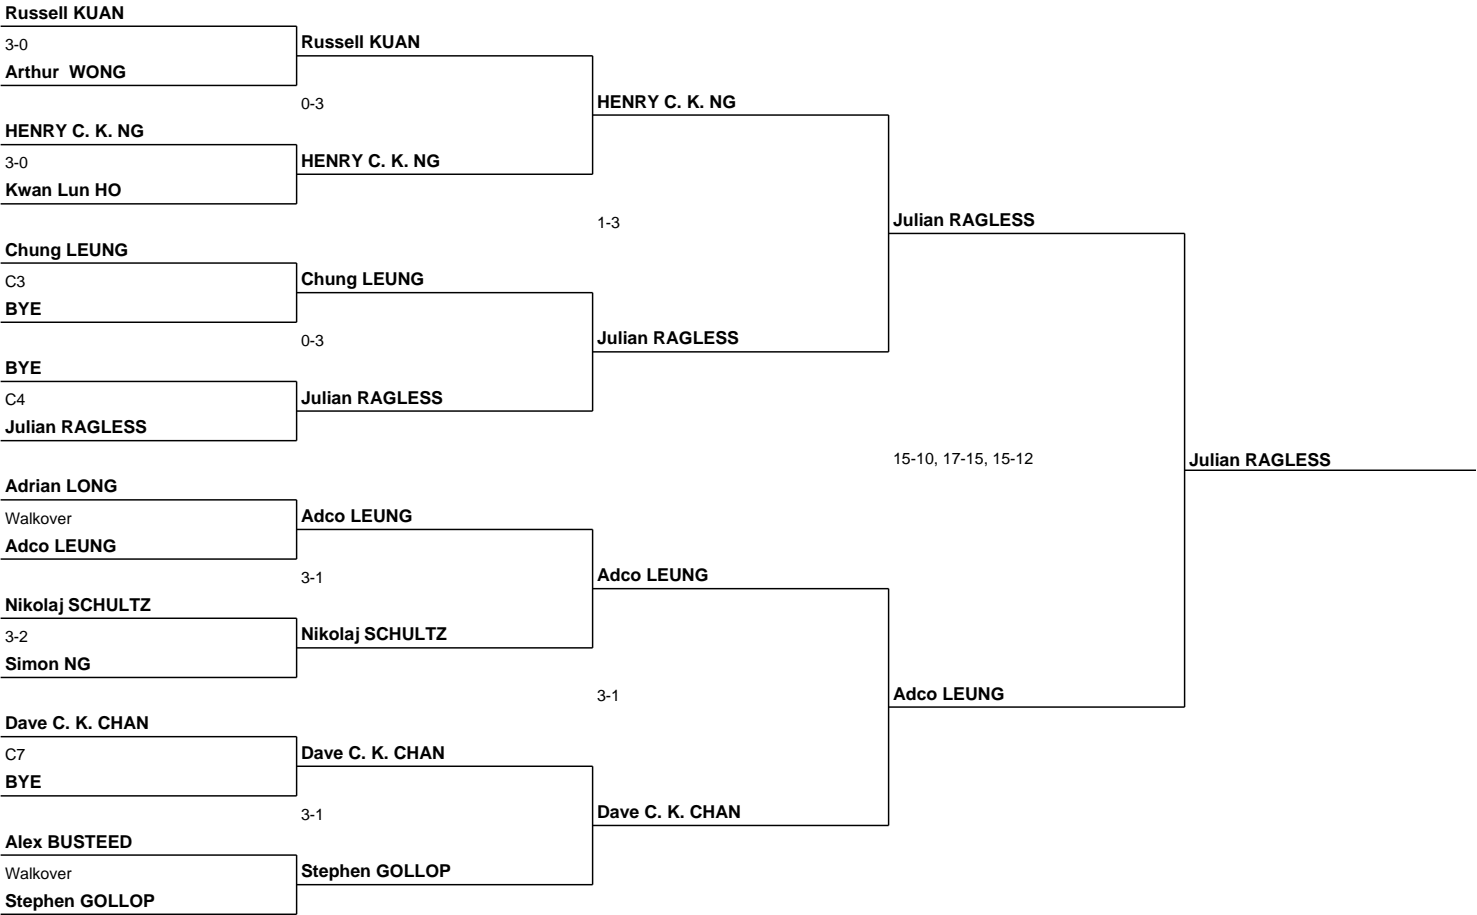 Russell KUAN
3-0
Arthur  WONG
HENRY C. K. NG
3-0
Kwan Lun HO
Chung LEUNG
C3
BYE
BYE
C4
Julian RAGLESS
Adrian LONG
Walkover
Adco LEUNG
Nikolaj SCHULTZ
3-2
Simon NG
Dave C. K. CHAN
C7
BYE
Alex BUSTEED
Walkover
Stephen GOLLOP
Russell KUAN
0-3
HENRY C. K. NG
Chung LEUNG
0-3
Julian RAGLESS
Adco LEUNG
3-1
Nikolaj SCHULTZ
Dave C. K. CHAN
3-1
Stephen GOLLOP
HENRY C. K. NG
1-3
Julian RAGLESS
Adco LEUNG
3-1
Dave C. K. CHAN
Julian RAGLESS
15-10, 17-15, 15-12
Adco LEUNG
Julian RAGLESS